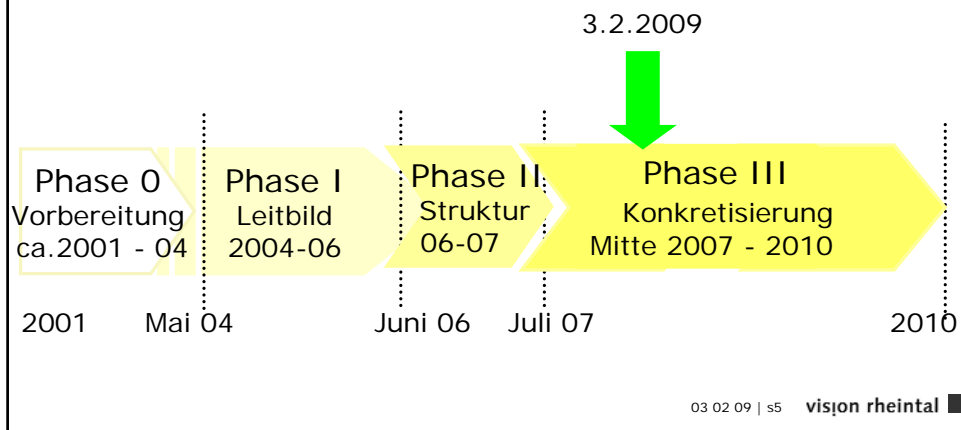 3.2.2009
Phase 0
Vorbereitung
ca.2001 - 04
Phase I
Leitbild
2004-06
Phase II
Struktur
06-07
Phase III
Konkretisierung
Mitte 2007 - 2010
2001 Mai 04 Juni 06 Juli 07 2010
03 02 09 | s5 vision rheintal